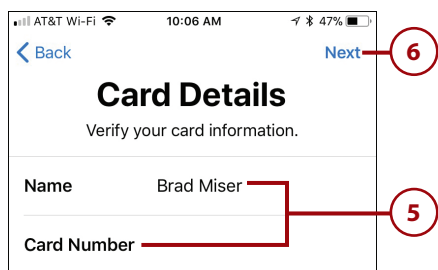 AT&T Wi-Fi 10:06 AM 47%
Back Next 6
Card Details
Verify your card information.
Name Brad Miser
5
Card Number